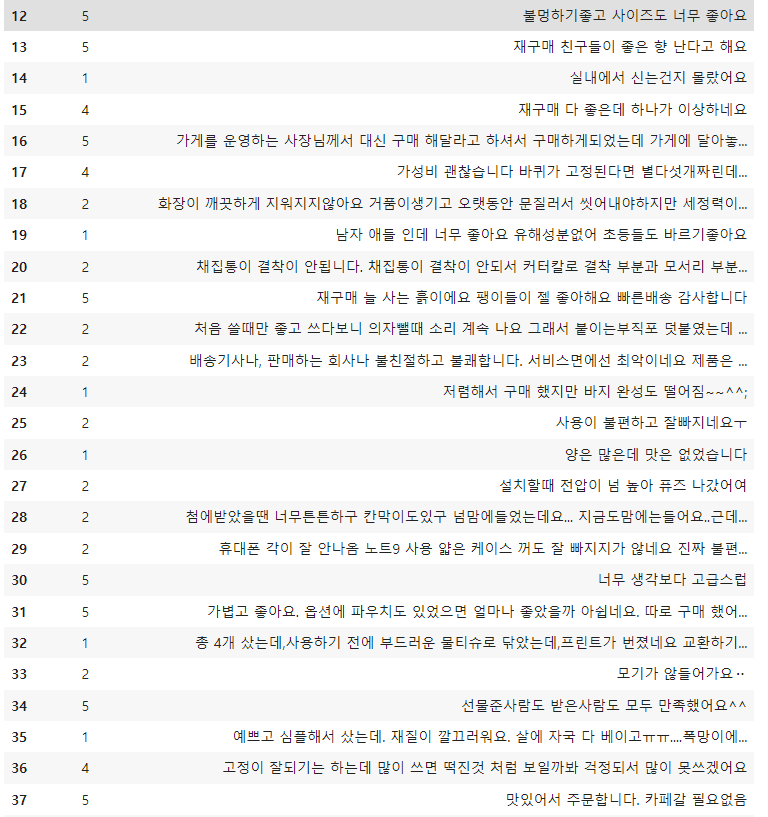 12 5 불멍하기좋고 사이즈도 너무 좋아요
13 5 재구매 친구들이 좋은 향 난다고 해요
14 1 실내에서 신는건지 몰랐어요
15 4 재구매 다 좋은데 하나가 이상하네요
16 5 가게를 운영하는 사장님께서 대신 구매 해달라고 하셔서 구매하게되었는데 가게에 달아놓...
17 4 가성비 괜찮습니다 바퀴가 고정된다면 별다섯개짜린데...
18 2 화장이 깨끗하게 지워지지않아요 거품이생기고 오랫동안 문질러서 씻어내야하지만 세정력이...
19 1 남자 애들 인데 너무 좋아요 유해성분없어 초등들도 바르기좋아요
20 2 채집통이 결착이 안됩니다. 채집통이 결착이 안되서 커터칼로 결착 부분과 모서리 부분...
21 5 재구매 늘 사는 흙이에요 팽이들이 젤 좋아해요 빠른배송 감사합니다
22 2 처음 쓸때만 좋고 쓰다보니 의자뺄때 소리 계속 나요 그래서 붙이는부직포 덧붙였는데 ...
23 2 배송기사나, 판매하는 회사나 불친절하고 불쾌합니다. 서비스면에선 최악이네요 제품은 ...
24 1 저렴해서 구매 했지만 바지 완성도 떨어짐~~^^;
25 2 사용이 불편하고 잘빠지네요ㅜ
26 1 양은 많은데 맛은 없었습니다
27 2 설치할때 전압이 넘 높아 퓨즈 나갔어여
28 2 첨에받았을땐 너무튼튼하구 칸막이도있구 넘맘에들었는데요... 지금도맘에는들어요..근데...
29 2 휴대폰 각이 잘 안나옴 노트9 사용 얇은 케이스 꺼도 잘 빠지지가 않네요 진짜 불편...
30 5 너무 생각보다 고급스럽
31 5 가볍고 좋아요. 옵션에 파우치도 있었으면 얼마나 좋았을까 아쉽네요. 따로 구매 했어...
32 1 총 4개 샀는데,사용하기 전에 부드러운 물티슈로 닦았는데,프린트가 번졌네요 교환하기...
33 2 모기가 않들어가요··
34 5 선물준사람도 받은사람도 모두 만족했어요^^
35 1 예쁘고 심플해서 샀는데. 재질이 깔끄러워요. 살에 자국 다 베이고ㅠㅠ....폭망이에...
36 4 고정이 잘되기는 하는데 많이 쓰면 떡진것 처럼 보일까봐 걱정되서 많이 못쓰겠어요
37 5 맛있어서 주문합니다. 카페갈 필요없음